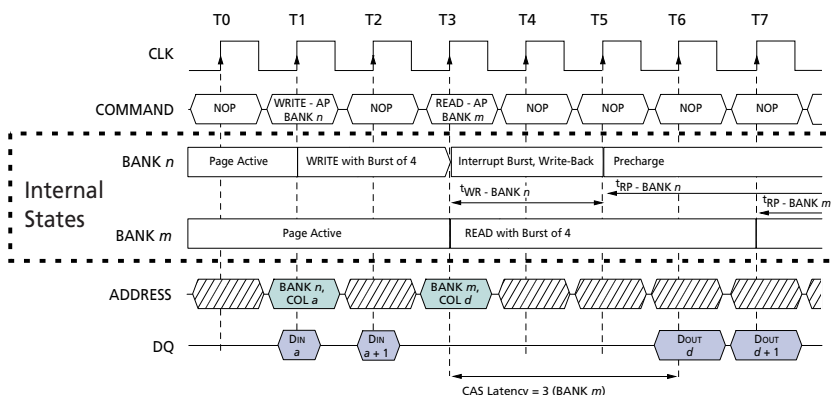 T0 T1 T2 T3 T4 T5 T6 T7
CLK
COMMAND NOP WRITE - AP BANK n NOP READ - AP BANK m NOP NOP NOP NOP
Internal States
BANK n Page Active WRITE with Burst of 4 Interrupt Burst, Write-Back Precharge
tWR - BANK n tRP - BANK n
tRP - BANK m
BANK m Page Active READ with Burst of 4
ADDRESS BANK n, COL a BANK m, COL d
DQ DIN a DIN a + 1 DOUT d DOUT d + 1
CAS Latency = 3 (BANK m)